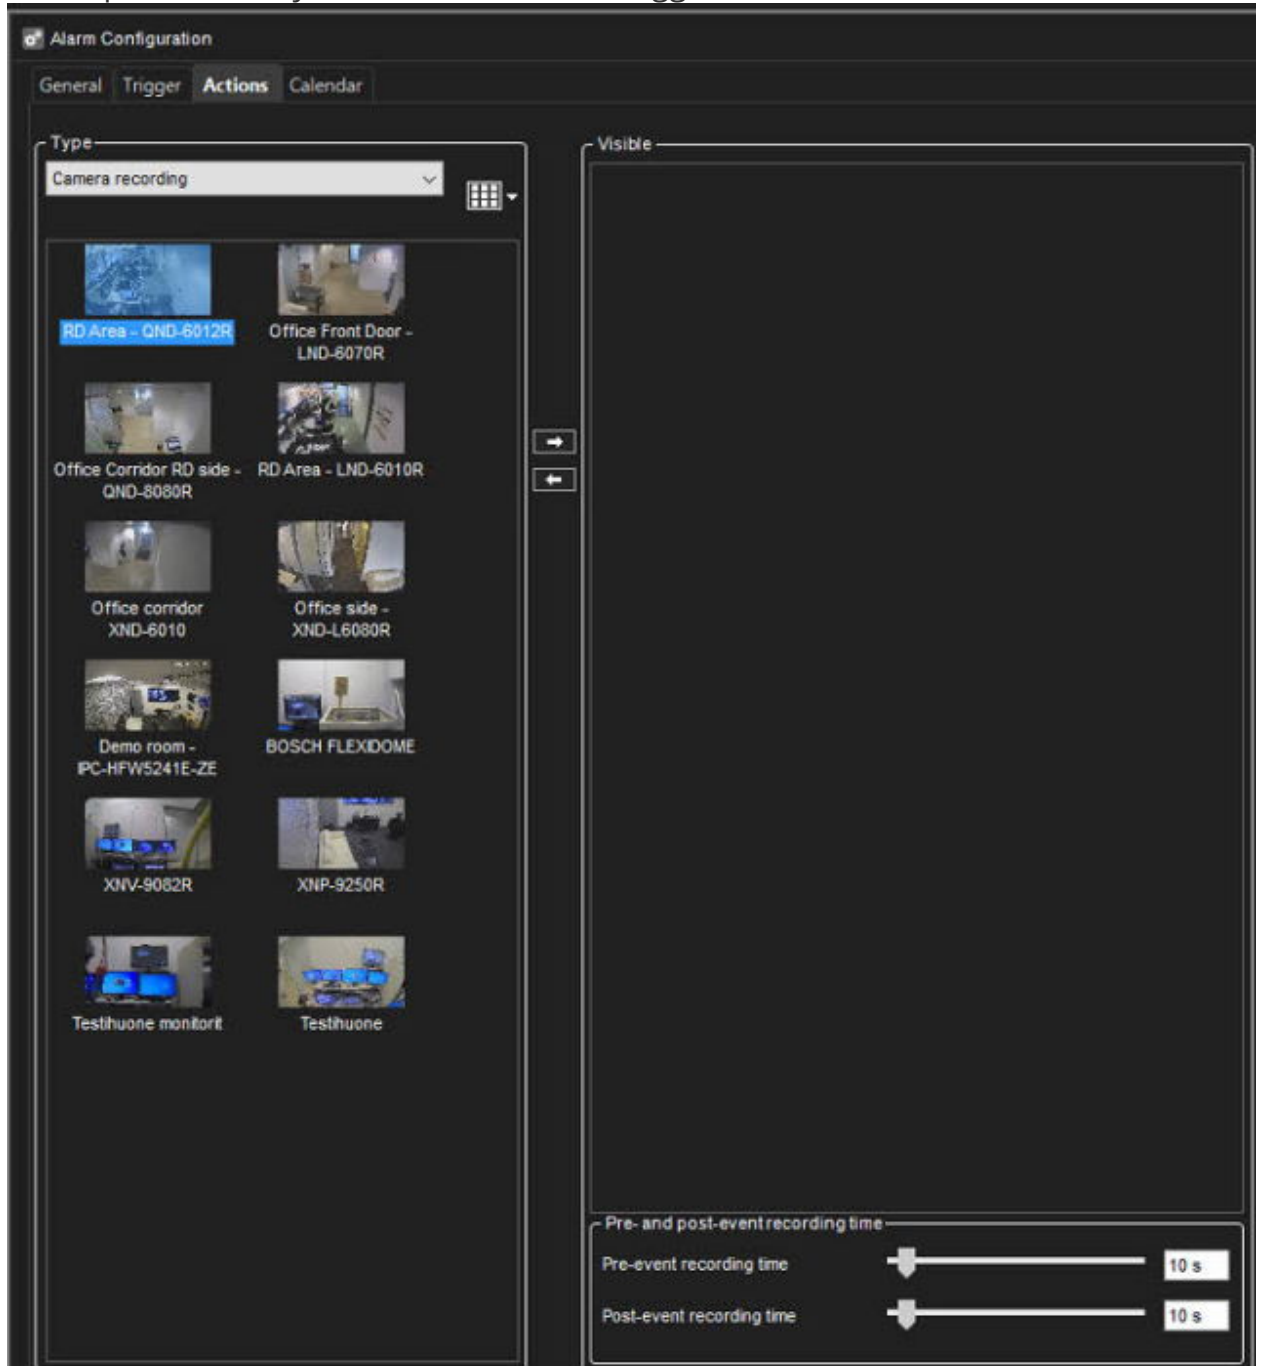 Alarm Configuration
General Trigger Actions Calendar
Type
Camera recording
RD Area - QND-6012R
Office Front Door -
LND-6070R
Office Corridor RD side -
QND-8080R
RD Area - LND-6010R
Office corridor
XND-6010
Office side -
XND-L6080R
Demo room -
IPC-HFW5241E-ZE
BOSCH FLEXIDOME
XNV-9082R
XNP-9250R
Testihuone monitorit
Testihuone
Visible
Pre- and post-event recording time
Pre-event recording time 10 s
Post-event recording time 10 s